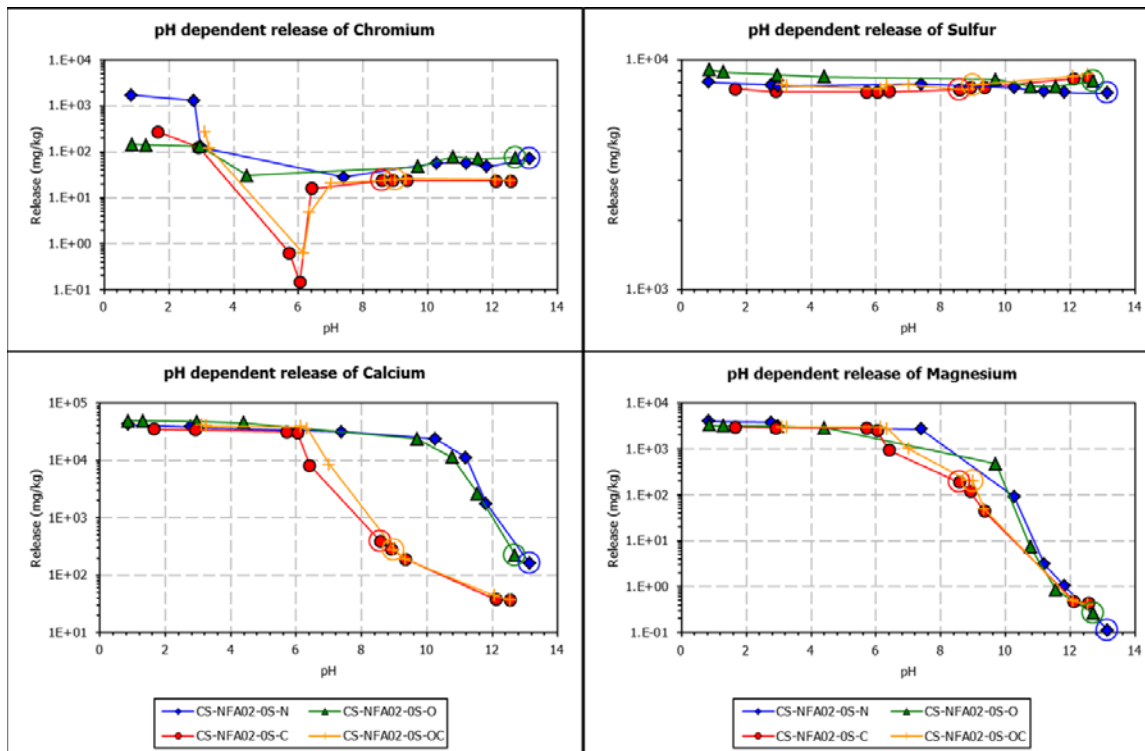 pH dependent release of Chromium
1.E+04
1.E+03
1.E+02
1.E+01
1.E+00
1.E-01
Release (mg/kg)
0 2 4 6 8 10 12 14
pH
pH dependent release of Sulfur
1.E+04
1.E+03
Release (mg/kg)
0 2 4 6 8 10 12 14
pH
pH dependent release of Calcium
1E+05
1E+04
1E+03
1E+02
1E+01
Release (mg/kg)
0 2 4 6 8 10 12 14
pH
CS-NFA02-0S-N CS-NFA02-0S-O
CS-NFA02-0S-C CS-NFA02-0S-OC
pH dependent release of Magnesium
1.E+04
1.E+03
1.E+02
1.E+01
1.E+00
1.E-01
Release (mg/kg)
0 2 4 6 8 10 12 14
pH
CS-NFA02-0S-N CS-NFA02-0S-O
CS-NFA02-0S-C CS-NFA02-0S-OC